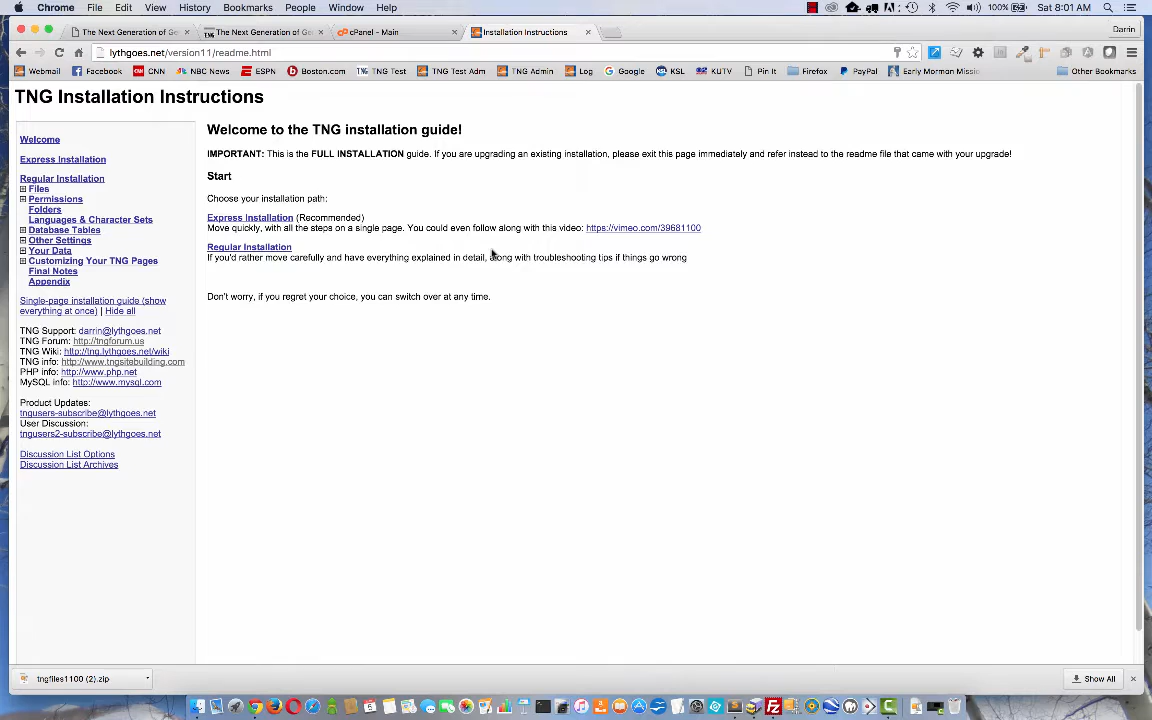 Chrome File Edit View History Bookmarks People Window Help 100% Sat 8:01 AM
The Next Generation of Ge × TNG The Next Generation of Ge × cPanel - Main × Installation Instructions × Darrin
lythgoes.net/version11/readme.html
Webmail Facebook CNN NBC News ESPN Boston.com TNG TNG Test TNG Test Adm TNG Admin Log Google KSL KUTV Pin It Firefox PayPal Early Mormon Missi Other Bookmarks
TNG Installation Instructions
Welcome
Express Installation
Regular Installation
Files
Permissions
Folders
Languages & Character Sets
Database Tables
Other Settings
Your Data
Customizing Your TNG Pages
Final Notes
Appendix
Single-page installation guide (show
everything at once) | Hide all
TNG Support: darrin@lythgoes.net
TNG Forum: http://tngforum.us
TNG Wiki: http://tng.lythgoes.net/wiki
TNG info: http://www.tngsitebuilding.com
PHP info: http://www.php.net
MySQL info: http://www.mysql.com
Product Updates:
tngusers-subscribe@lythgoes.net
User Discussion:
tngusers2-subscribe@lythgoes.net
Discussion List Options
Discussion List Archives
Welcome to the TNG installation guide!
IMPORTANT: This is the FULL INSTALLATION guide. If you are upgrading an existing installation, please exit this page immediately and refer instead to the readme file that came with your upgrade!
Start
Choose your installation path:
Express Installation (Recommended)
Move quickly, with all the steps on a single page. You could even follow along with this video: https://vimeo.com/39681100
Regular Installation
If you'd rather move carefully and have everything explained in detail, along with troubleshooting tips if things go wrong
Don't worry, if you regret your choice, you can switch over at any time.
tngfiles1100 (2).zip
Show All